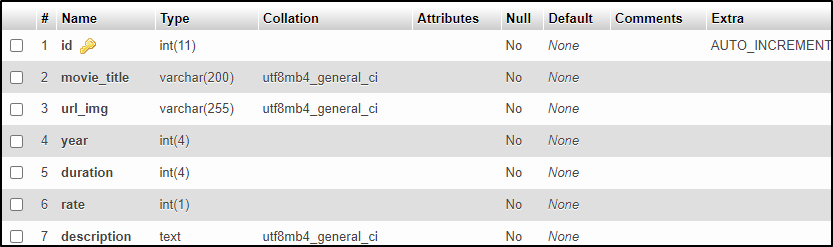 # Name Type Collation Attributes Null Default Comments Extra
1 id int(11) No None AUTO_INCREMENT
2 movie_title varchar(200) utf8mb4_general_ci No None
3 url_img varchar(255) utf8mb4_general_ci No None
4 year int(4) No None
5 duration int(4) No None
6 rate int(1) No None
7 description text utf8mb4_general_ci No None